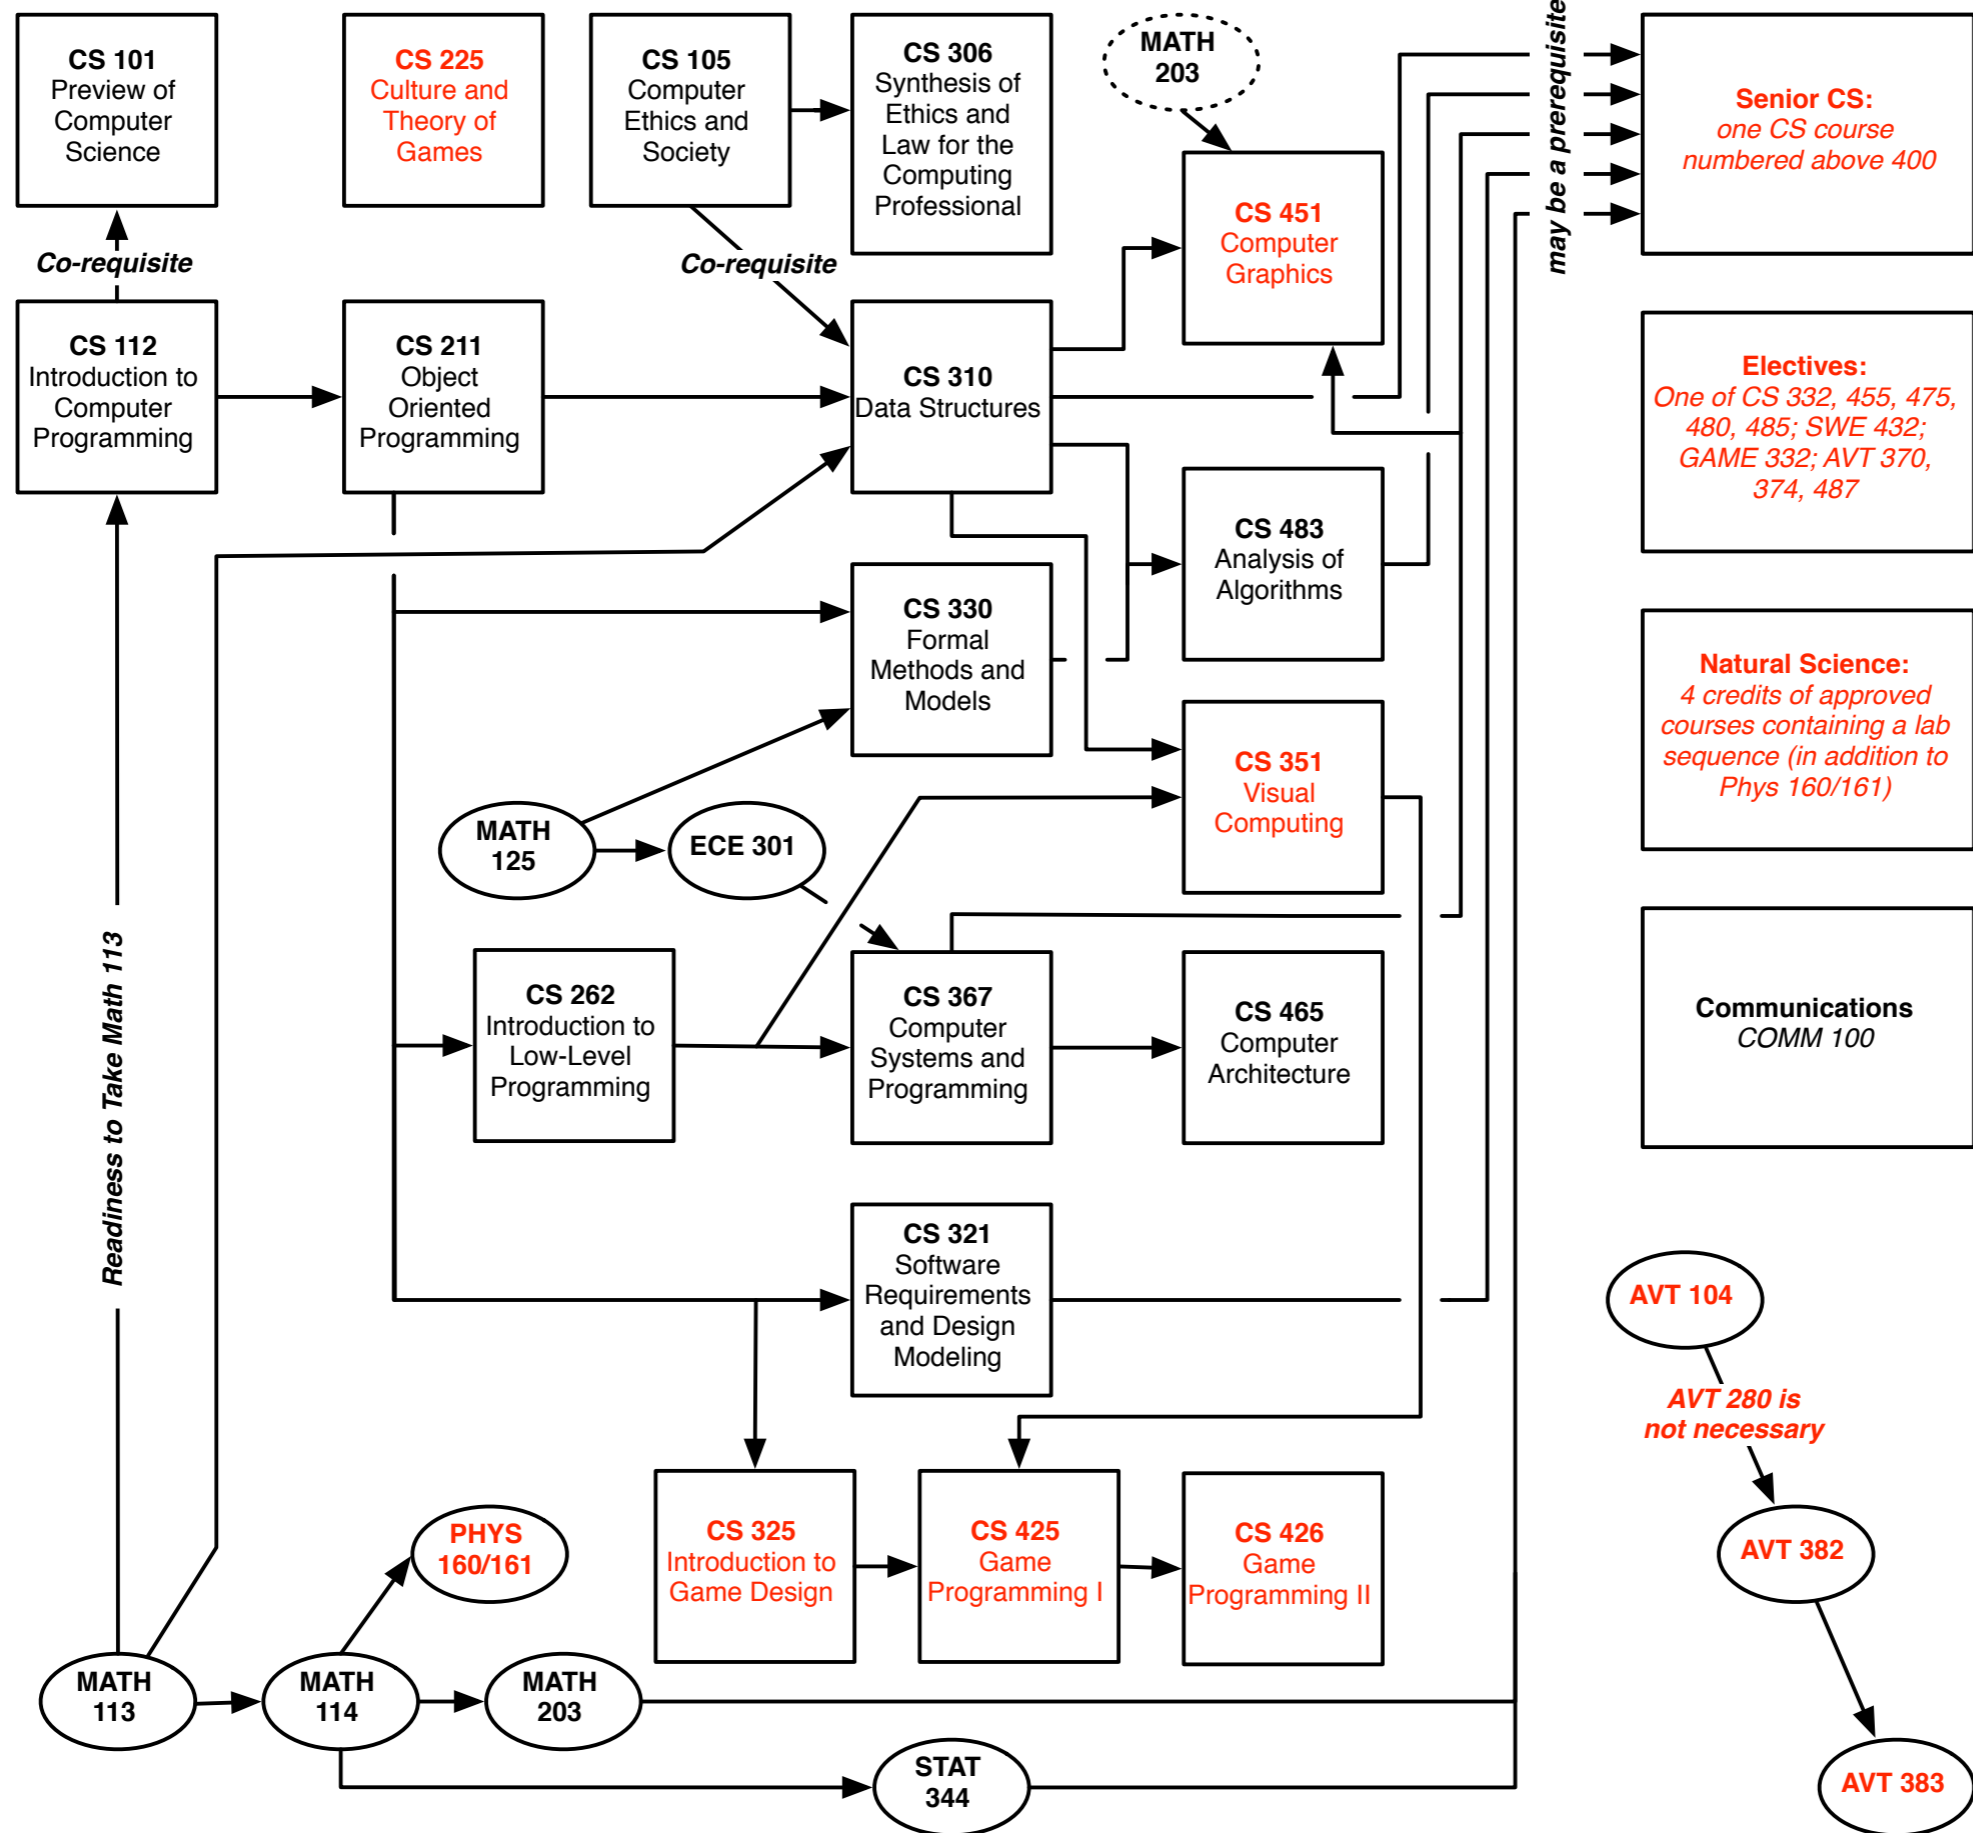 CS 101
Preview of
Computer
Science
CS 225
Culture and
Theory of
Games
CS 105
Computer
Ethics and
Society
CS 306
Synthesis of
Ethics and
Law for the
Computing
Professional
MATH
203
may be a prerequisite
Senior CS:
one CS course
numbered above 400
Co-requisite
Co-requisite
CS 451
Computer
Graphics
CS 112
Introduction to
Computer
Programming
CS 211
Object
Oriented
Programming
CS 310
Data Structures
Electives:
One of CS 332, 455, 475,
480, 485; SWE 432;
GAME 332; AVT 370,
374, 487
CS 483
Analysis of
Algorithms
CS 330
Formal
Methods and
Models
Natural Science:
4 credits of approved
courses containing a lab
sequence (in addition to
Phys 160/161)
CS 351
Visual
Computing
MATH
125
ECE 301
Readiness to Take Math 113
CS 262
Introduction to
Low-Level
Programming
CS 367
Computer
Systems and
Programming
CS 465
Computer
Architecture
Communications
COMM 100
CS 321
Software
Requirements
and Design
Modeling
AVT 104
AVT 280 is
not necessary
PHYS
160/161
CS 325
Introduction to
Game Design
CS 425
Game
Programming I
CS 426
Game
Programming II
AVT 382
MATH
113
MATH
114
MATH
203
STAT
344
AVT 383